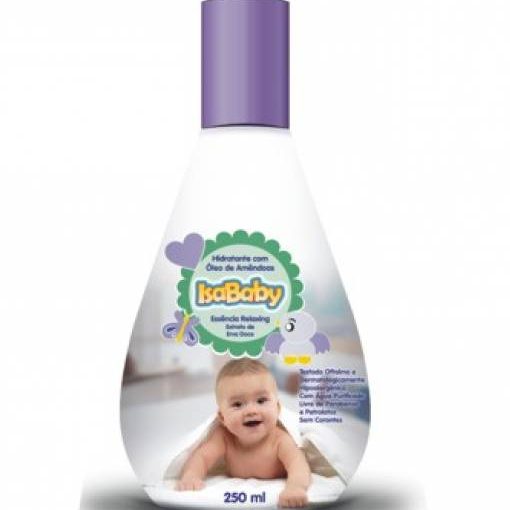 Hidratante com
Óleo de Amêndoas
IsaBaby
Essência Relaxing
Extrato de
Erva Doce
Testado Oftalmo e
Dermatologicamente
Hipoalergênico
Com Água Purificada
Livre de Parabenos
e Petrolatos
Sem Corantes
250 ml